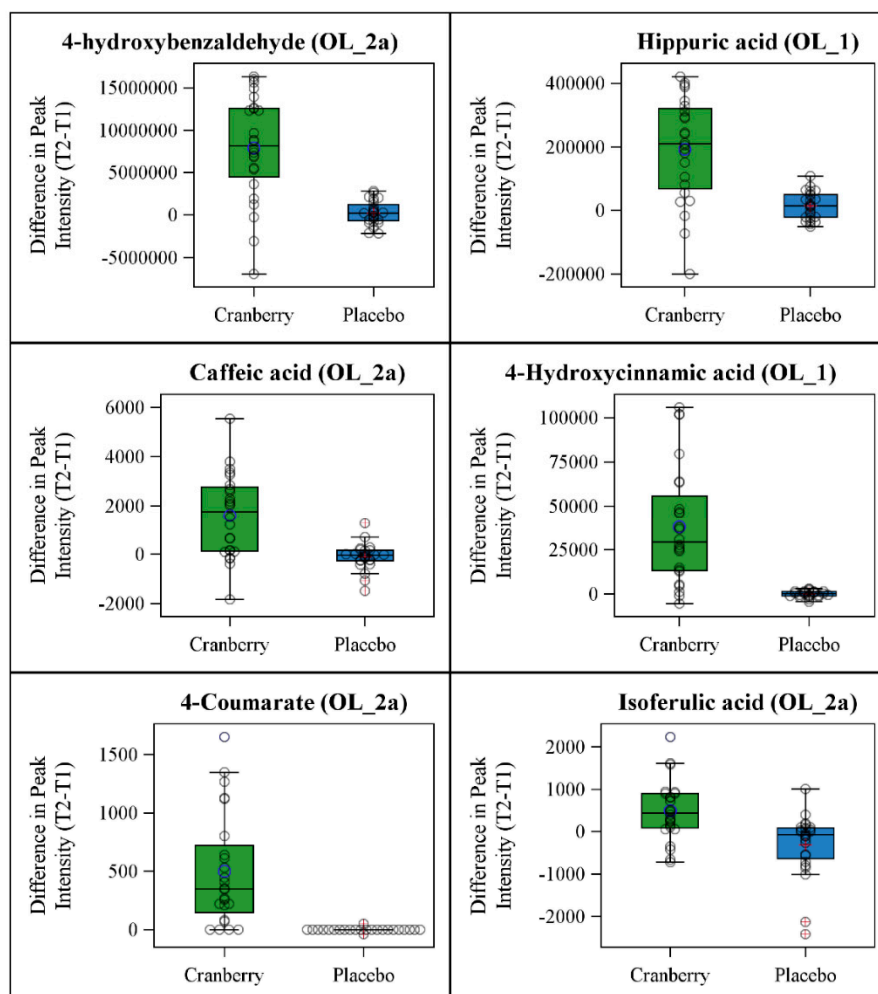 4-hydroxybenzaldehyde (OL_2a)
Difference in Peak
Intensity (T2-T1)
15000000
10000000
5000000
0
-5000000
Cranberry
Placebo
Hippuric acid (OL_1)
Difference in Peak
Intensity (T2-T1)
400000
200000
0
-200000
Cranberry
Placebo
Caffeic acid (OL_2a)
Difference in Peak
Intensity (T2-T1)
6000
4000
2000
0
-2000
Cranberry
Placebo
4-Hydroxycinnamic acid (OL_1)
Difference in Peak
Intensity (T2-T1)
100000
75000
50000
25000
0
Cranberry
Placebo
4-Coumarate (OL_2a)
Difference in Peak
Intensity (T2-T1)
1500
1000
500
0
Cranberry
Placebo
Isoferulic acid (OL_2a)
Difference in Peak
Intensity (T2-T1)
2000
1000
0
-1000
-2000
Cranberry
Placebo